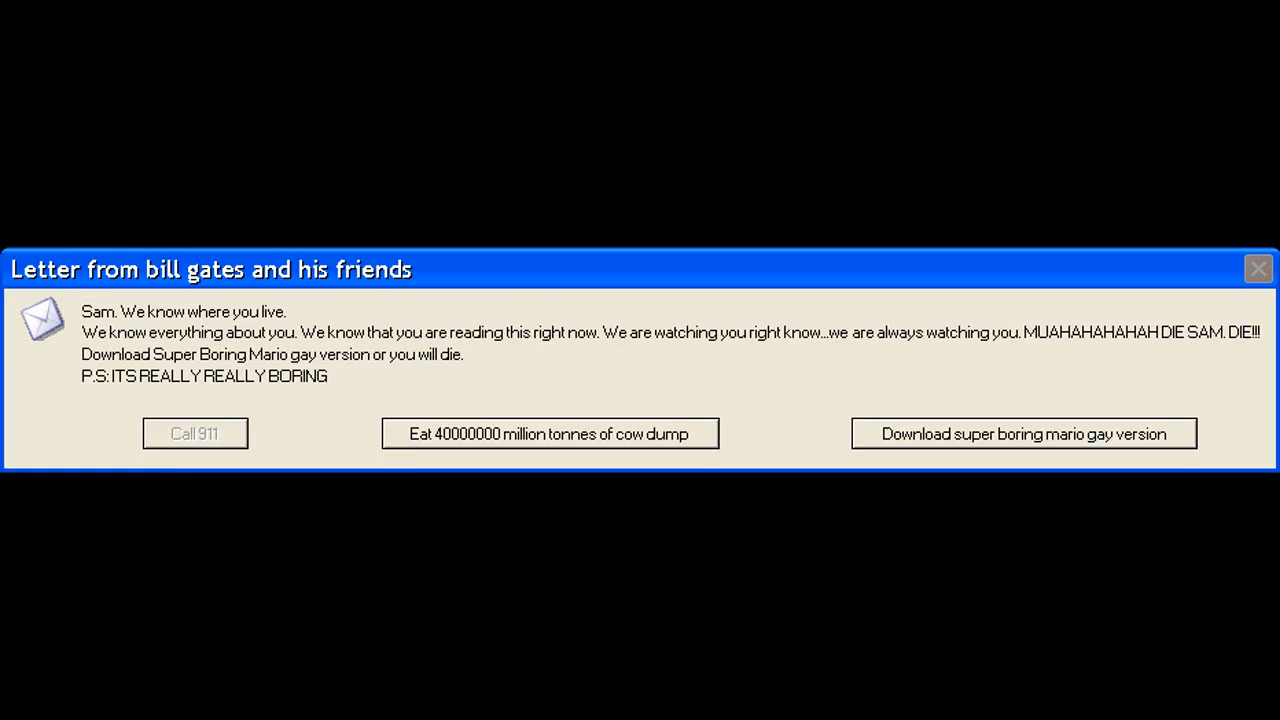 Letter from bill gates and his friends
Sam. We know where you live.
We know everything about you. We know that you are reading this right now. We are watching you right know...we are always watching you. MUAHAHAHAHAH DIE SAM. DIE!!!
Download Super Boring Mario gay version or you will die.
P.S: ITS REALLY REALLY BORING
Call 911
Eat 40000000 million tonnes of cow dump
Download super boring mario gay version